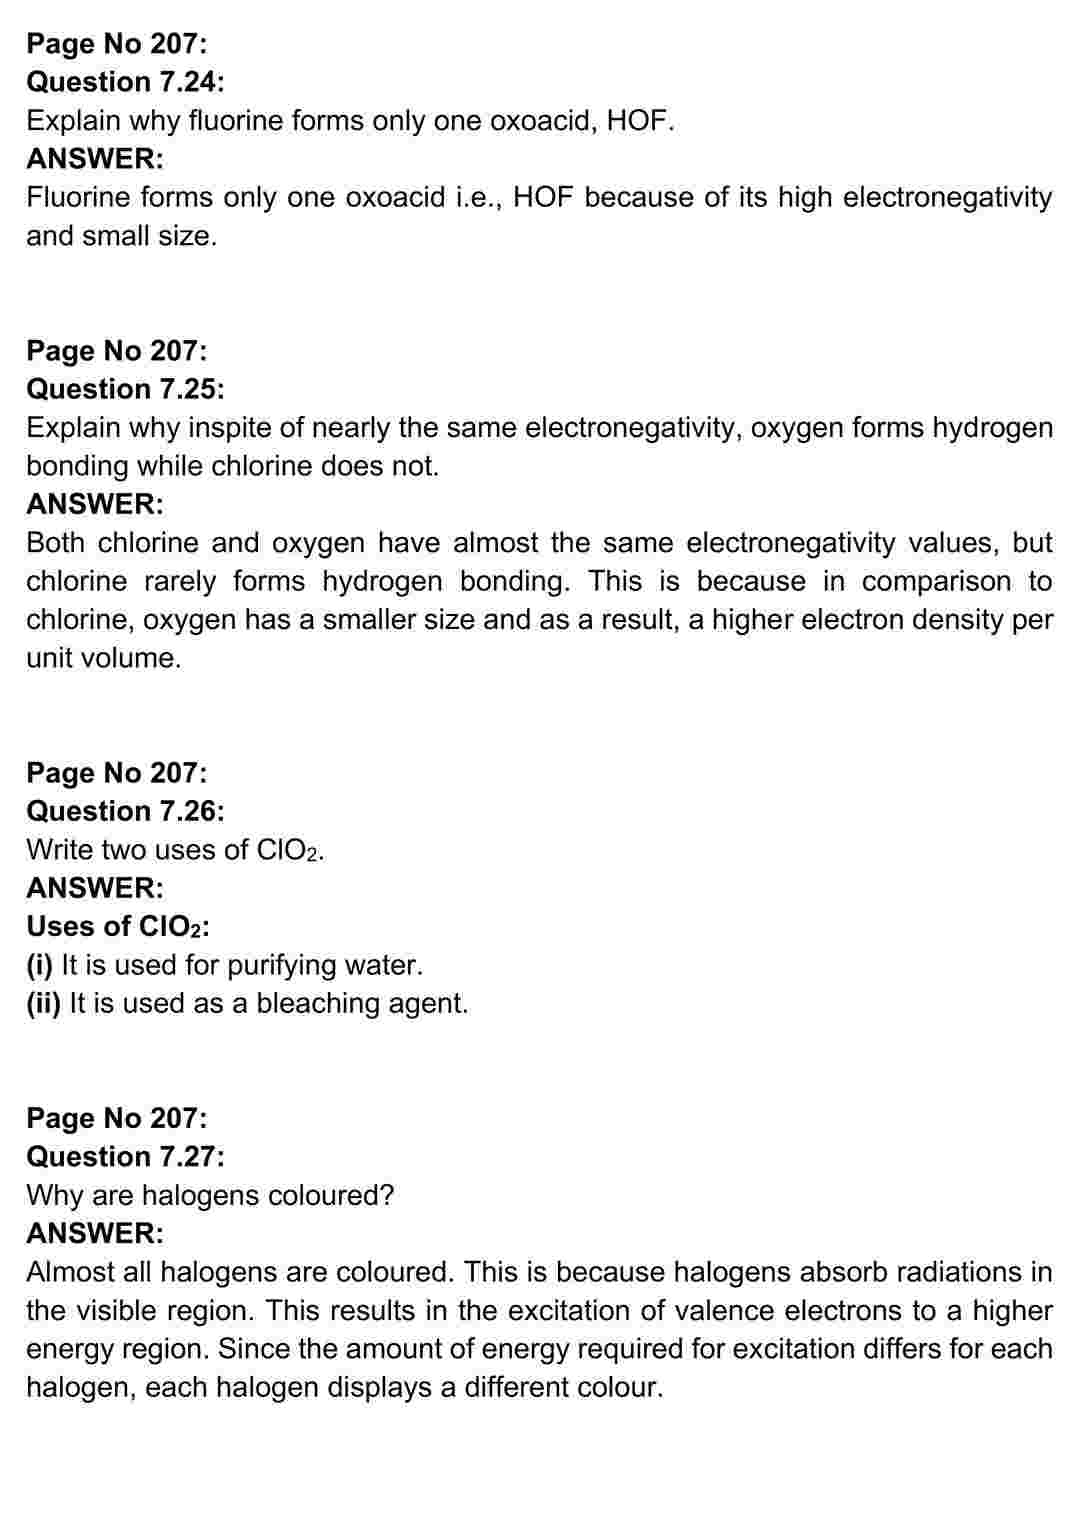 Page No 207:
Question 7.24:
Explain why fluorine forms only one oxoacid, HOF.
ANSWER:
Fluorine forms only one oxoacid i.e., HOF because of its high electronegativity
and small size.
Page No 207:
Question 7.25:
Explain why inspite of nearly the same electronegativity, oxygen forms hydrogen
bonding while chlorine does not.
ANSWER:
Both chlorine and oxygen have almost the same electronegativity values, but
chlorine rarely forms hydrogen bonding. This is because in comparison to
chlorine, oxygen has a smaller size and as a result, a higher electron density per
unit volume.
Page No 207:
Question 7.26:
Write two uses of ClO₂.
ANSWER:
Uses of ClO₂:
(i) It is used for purifying water.
(ii) It is used as a bleaching agent.
Page No 207:
Question 7.27:
Why are halogens coloured?
ANSWER:
Almost all halogens are coloured. This is because halogens absorb radiations in
the visible region. This results in the excitation of valence electrons to a higher
energy region. Since the amount of energy required for excitation differs for each
halogen, each halogen displays a different colour.